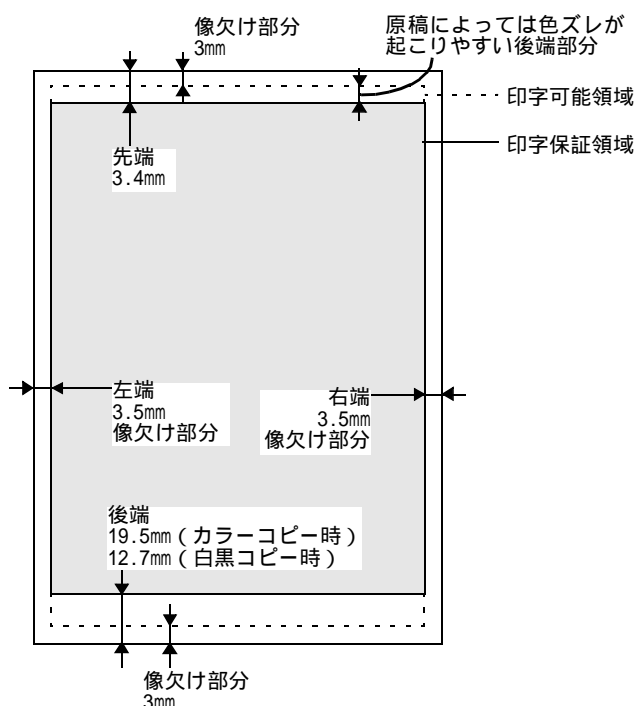 像欠け部分
3㎜
原稿によっては色ズレが
起こりやすい後端部分
印字可能領域
印字保証領域
先端
3.4㎜
左端
3.5㎜
像欠け部分
右端
3.5㎜
像欠け部分
後端
19.5㎜(カラーコピー時)
12.7㎜(白黒コピー時)
像欠け部分
3㎜